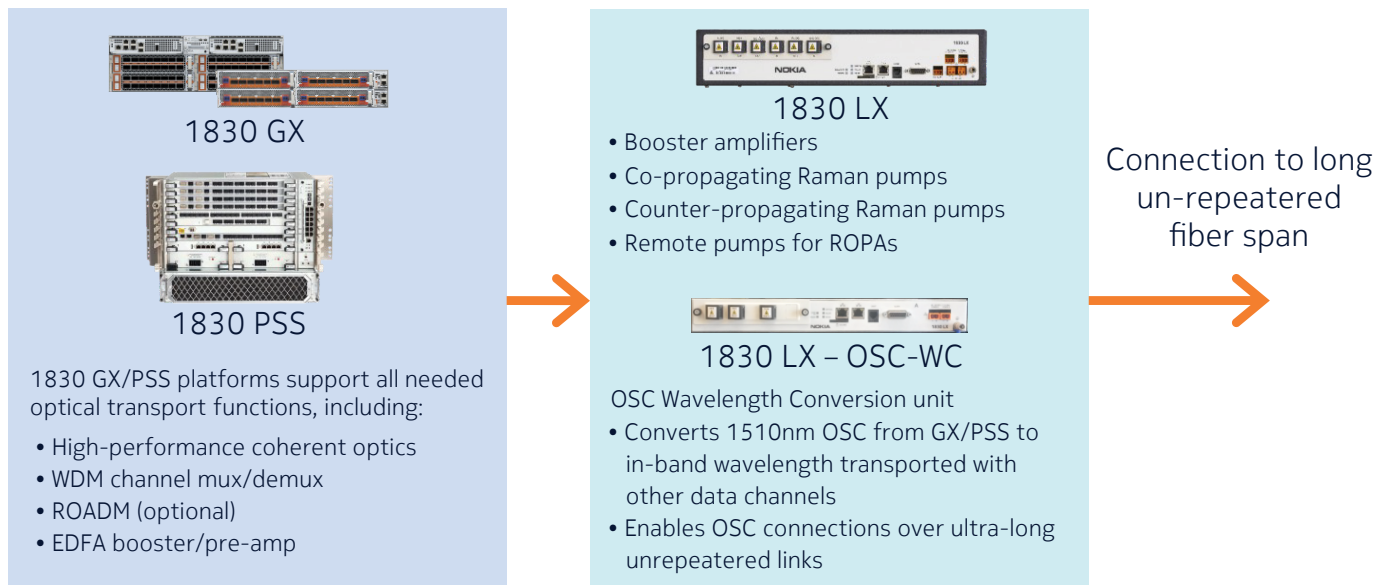 1830 GX
1830 PSS
1830 GX/PSS platforms support all needed
optical transport functions, including:
• High-performance coherent optics
• WDM channel mux/demux
• ROADM (optional)
• EDFA booster/pre-amp
1830 LX
NOKIA
1830 LX
• Booster amplifiers
• Co-propagating Raman pumps
• Counter-propagating Raman pumps
• Remote pumps for ROPAs
NOKIA
1830 LX
1830 LX – OSC-WC
OSC Wavelength Conversion unit
• Converts 1510nm OSC from GX/PSS to
in-band wavelength transported with
other data channels
• Enables OSC connections over ultra-long
unrepeatered links
Connection to long
un-repeatered
fiber span